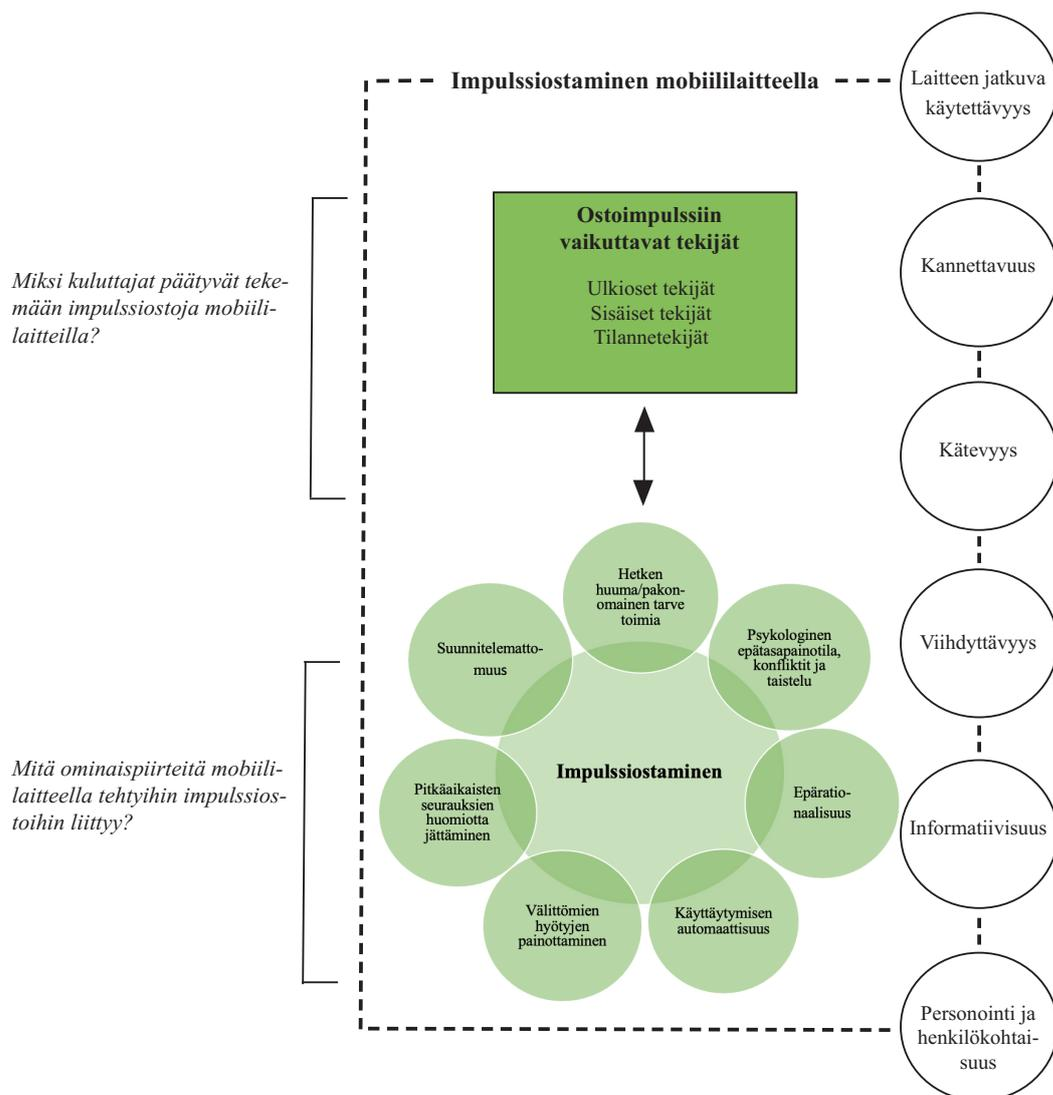 Impulssiostaminen mobiililaitteella
Miksi kuluttajat päätyvät teke-
mään impulssiostoja mobiili-
laitteilla?
Ostoimpulssiin
vaikuttavat tekijät
Ulkioset tekijät
Sisäiset tekijät
Tilannetekijät
Mitä ominaispiirteitä mobiili-
laitteella tehtyihin impulssios-
toihin liittyy?
Impulssiostaminen
Hetken
huuma/pakon-
omainen tarve
toimia
Psykologinen
epätasapainotila,
konfliktit ja
taistelu
Epäratio-
naalisuus
Käyttäytymisen
automaattisuus
Välittömien
hyötyjen
painottaminen
Pitkäaikaisten
seurauksien
huomiotta
jättäminen
Suunnitelematto-
muus
Laitteen jatkuva
käytettävyys
Kannettavuus
Kätevyys
Viihdyttävyys
Informatiivisuus
Personointi ja
henkilökohtai-
suus